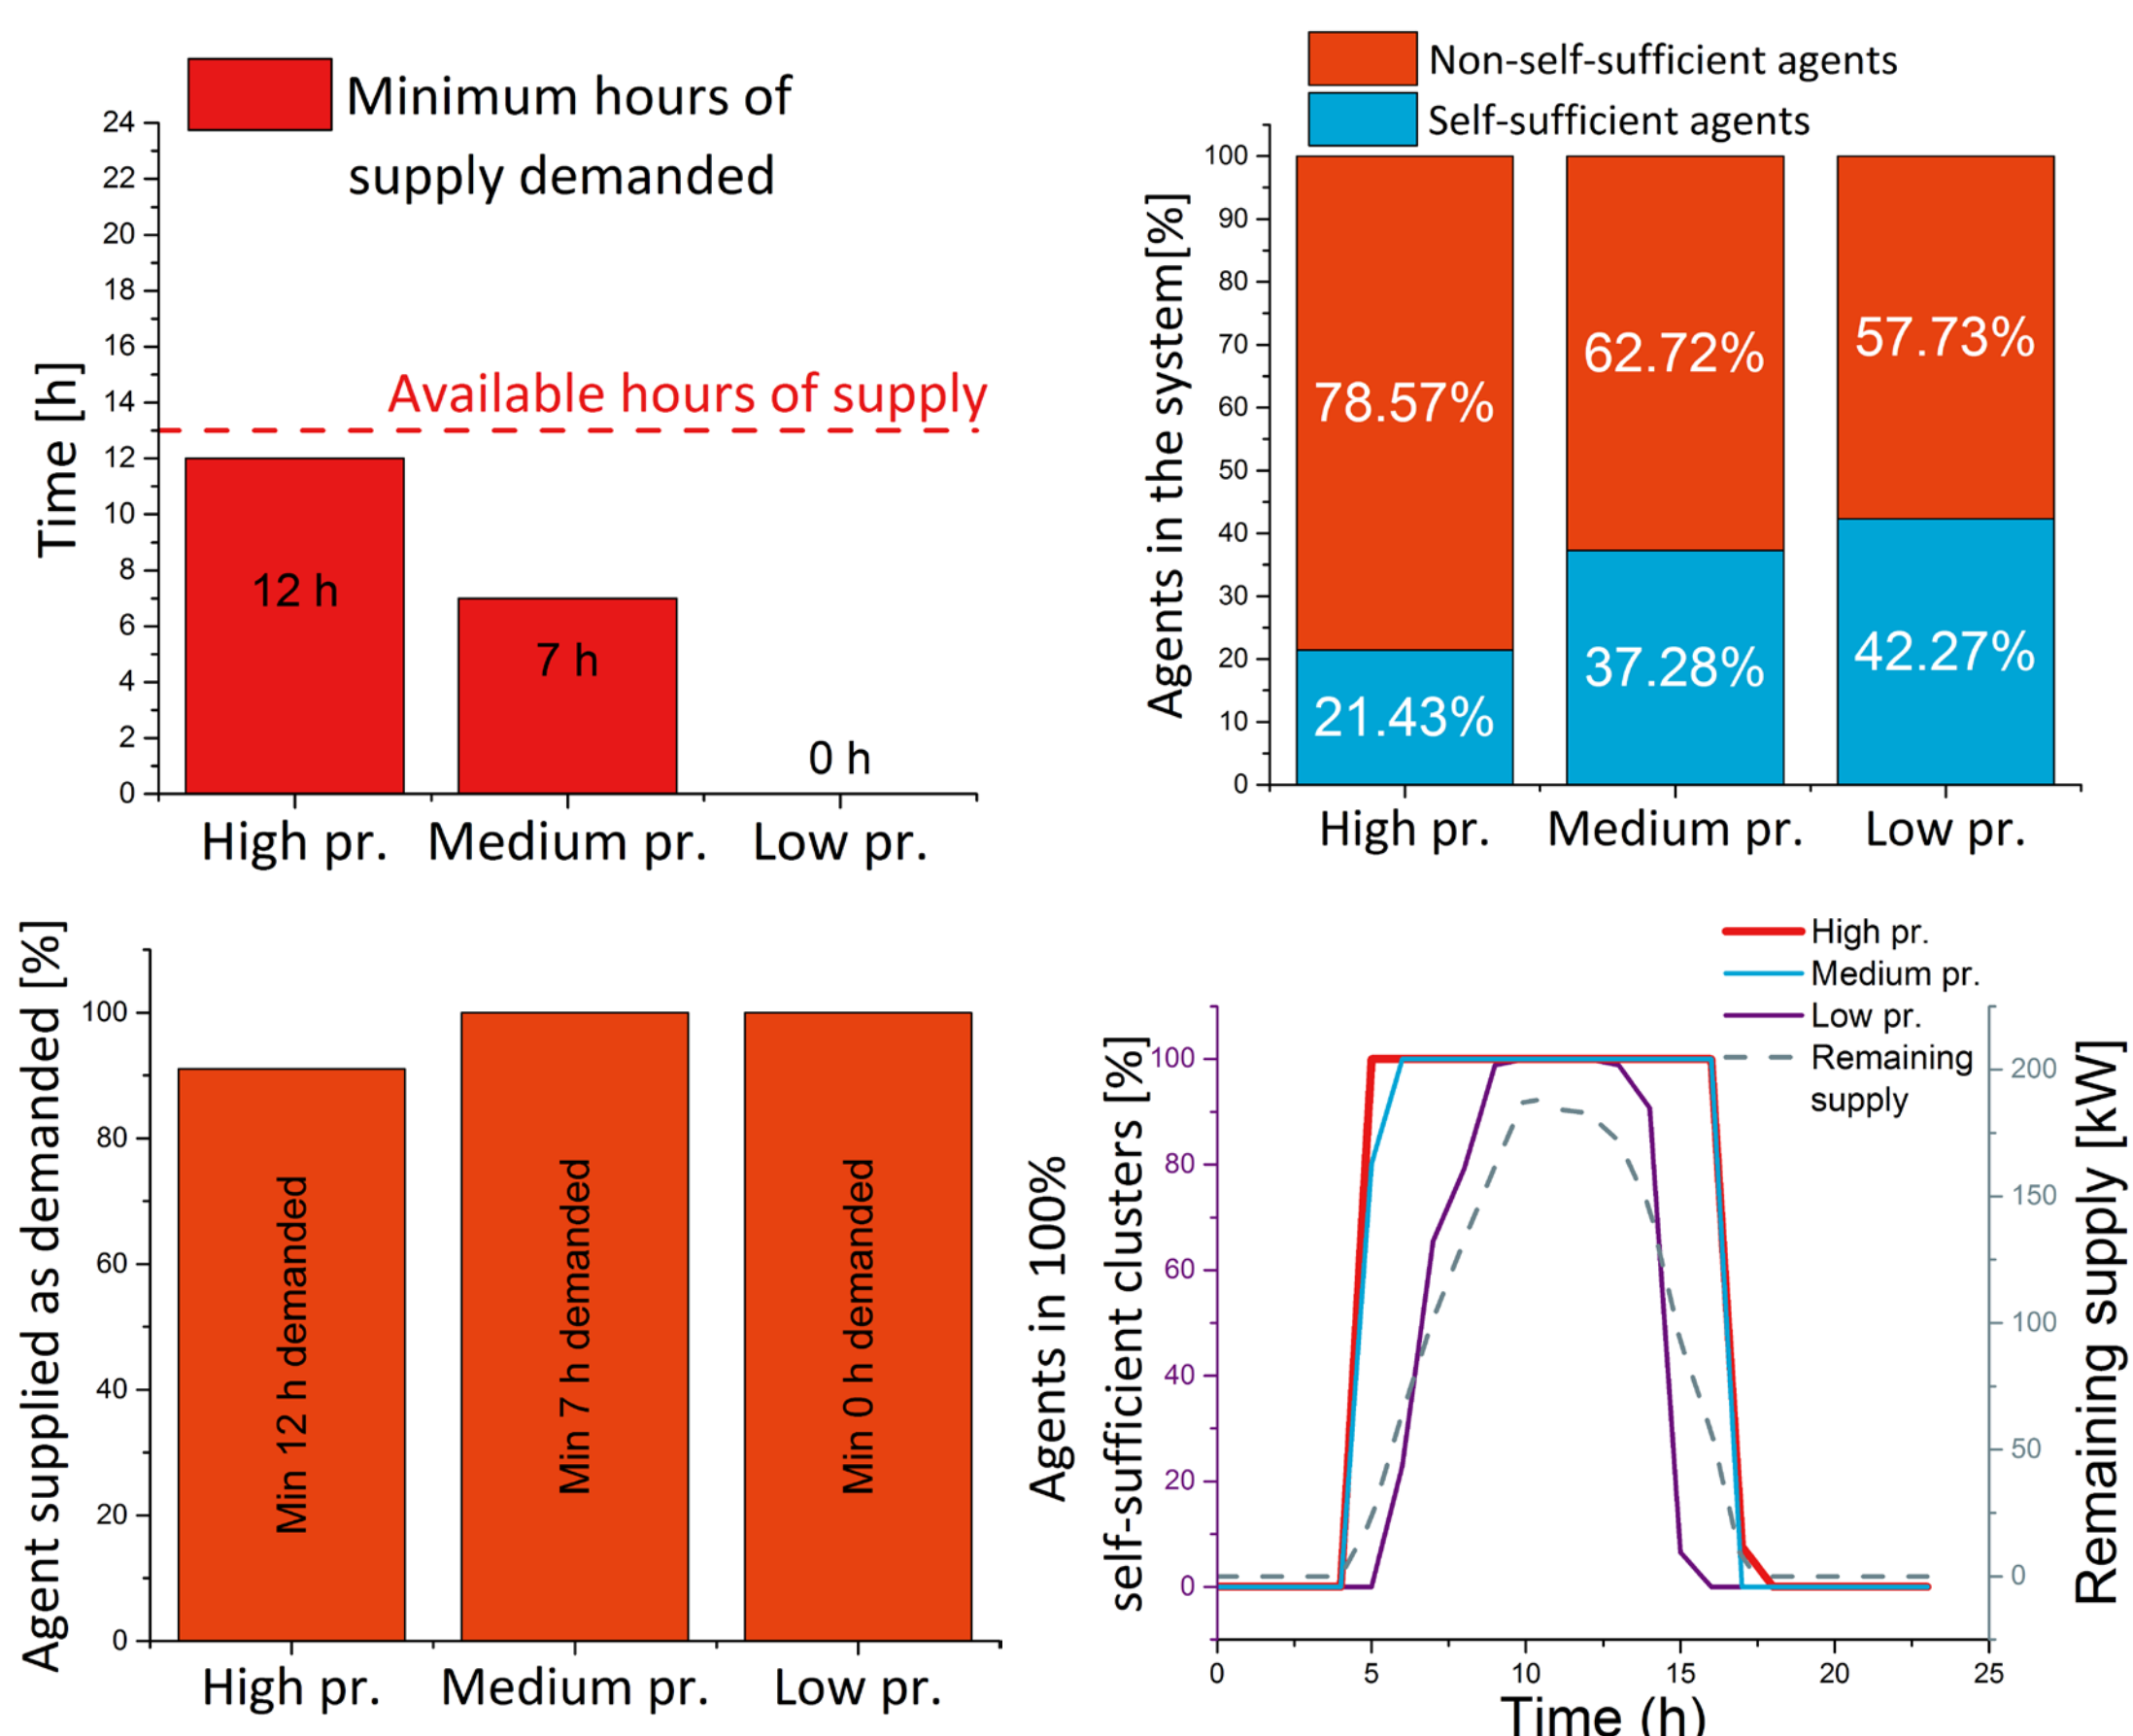 Minimum hours of
supply demanded
Time [h]
24
22
20
18
16
14
12
10
8
6
4
2
0
Available hours of supply
12 h
7 h
0 h
High pr.
Medium pr.
Low pr.
Non-self-sufficient agents
Self-sufficient agents
Agents in the system[%]
100
90
80
70
60
50
40
30
20
10
0
78.57%
62.72%
57.73%
21.43%
37.28%
42.27%
High pr.
Medium pr.
Low pr.
Agent supplied as demanded [%]
100
80
60
40
20
0
Min 12 h demanded
Min 7 h demanded
Min 0 h demanded
High pr.
Medium pr.
Low pr.
High pr.
Medium pr.
Low pr.
Remaining
supply
Agents in 100%
self-sufficient clusters [%]
100
80
60
40
20
0
200
150
100
50
0
Remaining supply [kW]
0
5
10
15
20
25
Time (h)